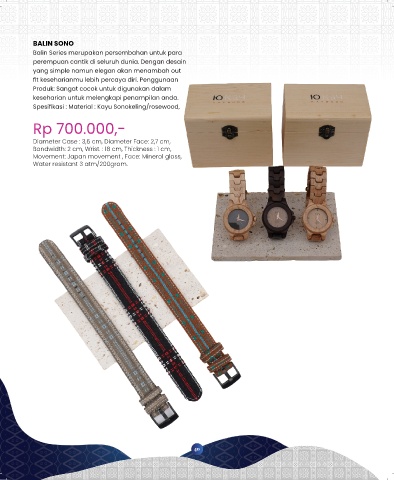 BALIN SONO
Balin Series merupakan persembahan untuk para
perempuan cantik di seluruh dunia. Dengan desain
yang simple namun elegan akan menambah out
fit keseharianmu lebih percaya diri. Penggunaan
Produk: Sangat cocok untuk digunakan dalam
keseharian untuk melengkapi penampilan anda.
Spesifikasi : Material : Kayu Sonokeling/rosewood,
Rp 700.000,-
Diameter Case : 3,6 cm, Diameter Face: 2,7 cm,
Bandwidth: 2 cm, Wrist : 18 cm, Thickness : 1 cm,
Movement: Japan movement, Face: Mineral glass,
Water resistant 3 atm/200gram.